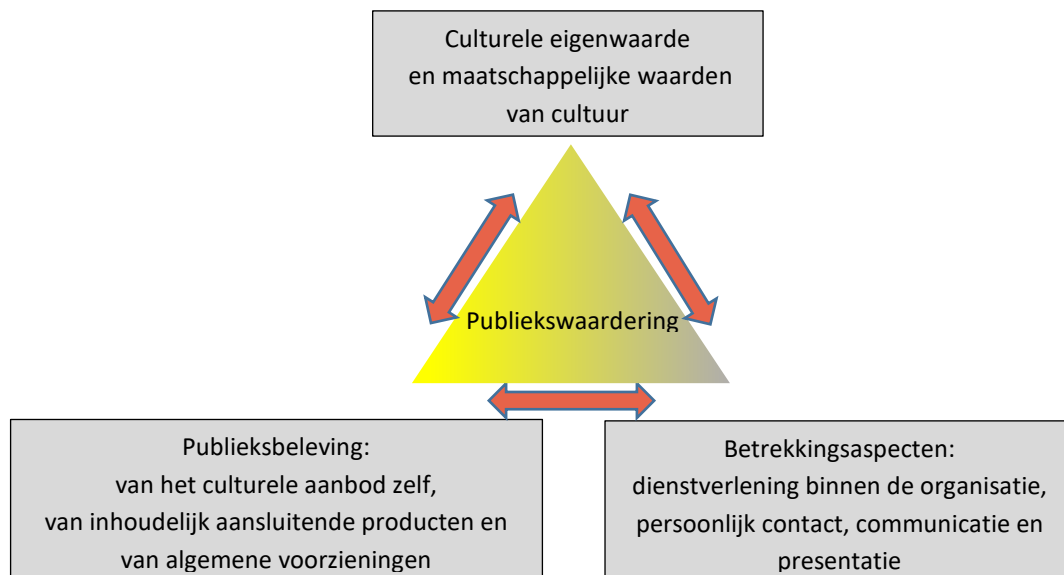 Culturele eigenwaarde
en maatschappelijke waarden
van cultuur
Publiekswaardering
Publieksbeleving:
van het culturele aanbod zelf,
van inhoudelijk aansluitende producten en
van algemene voorzieningen
Betrekkingsaspecten:
dienstverlening binnen de organisatie,
persoonlijk contact, communicatie en
presentatie